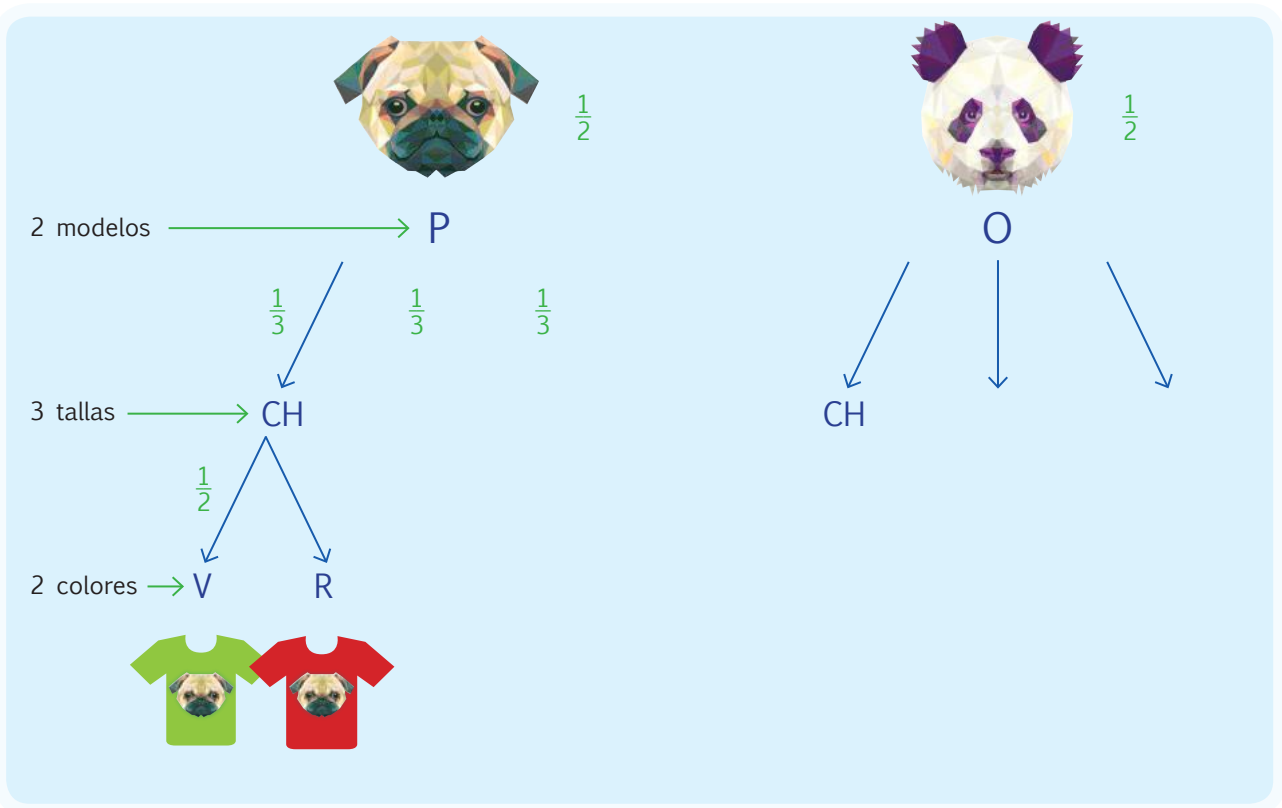 1/2 1/2
2 modelos P O
1/3 1/3 1/3
3 tallas CH CH
1/2
2 colores V R